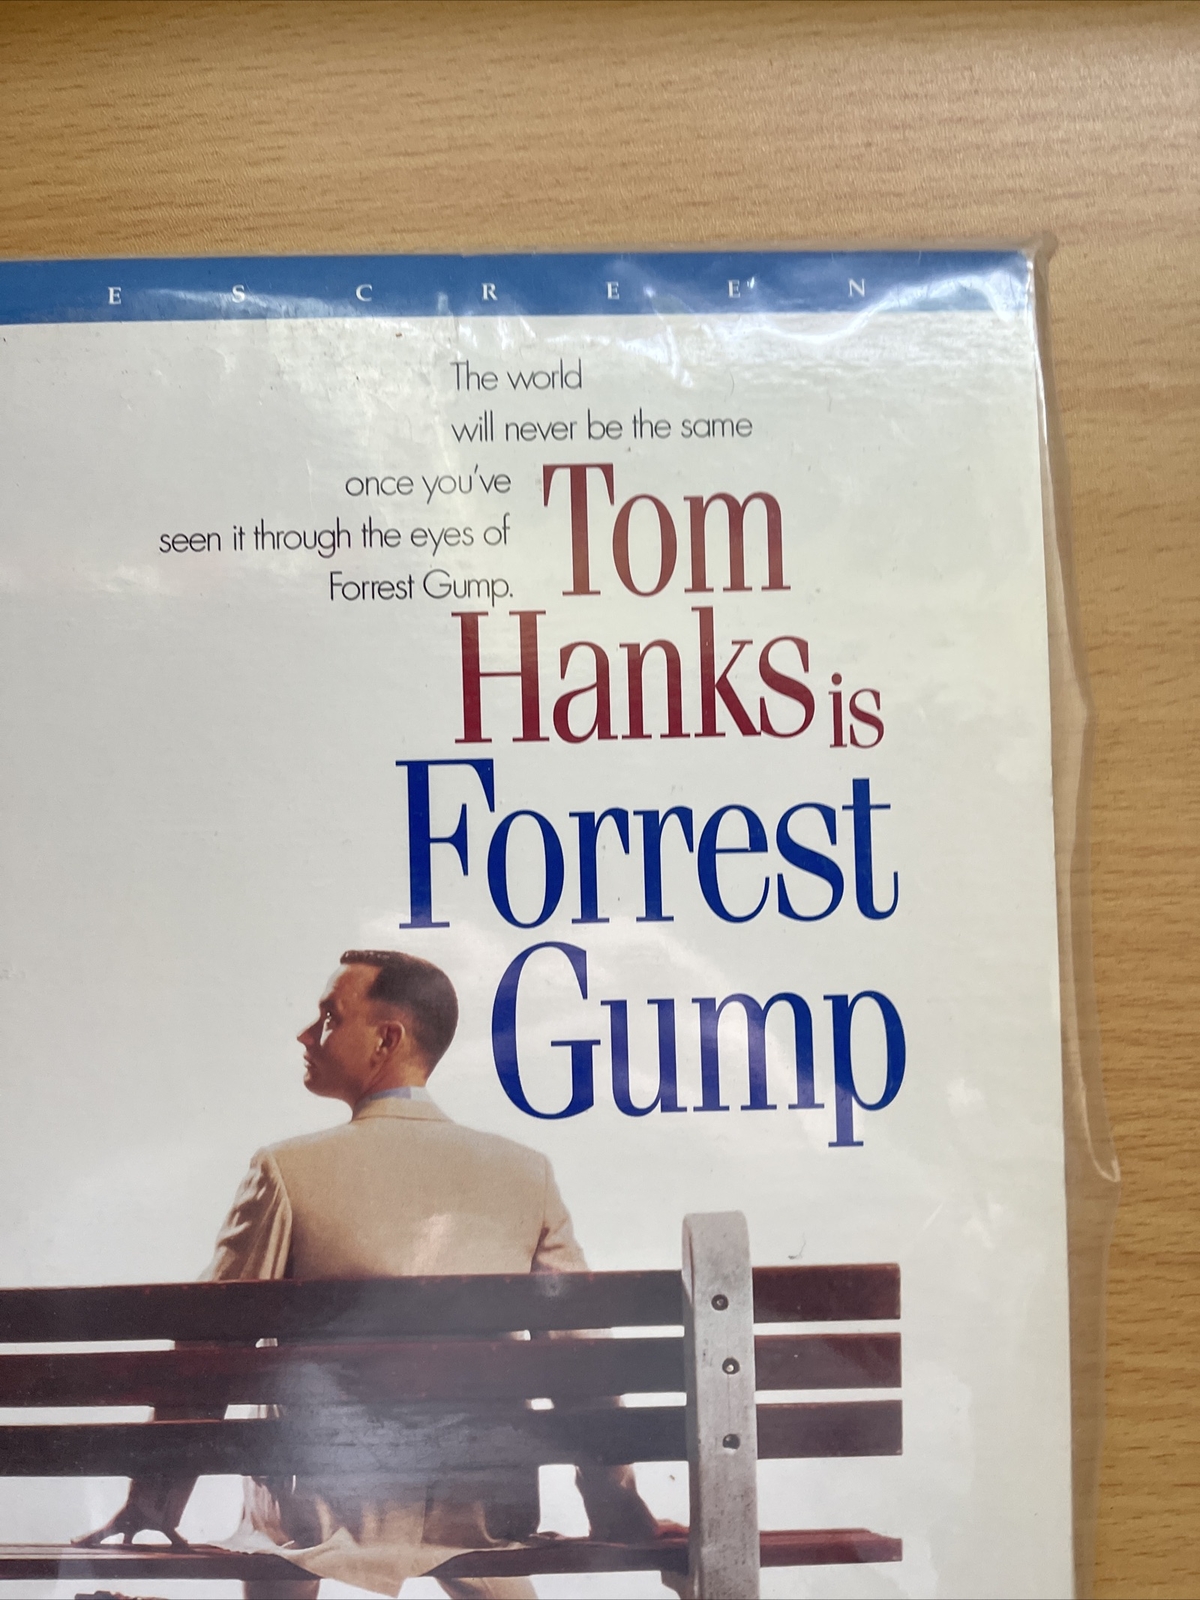 E S C R E E N
The world
will never be the same
once you've
seen it through the eyes of
Forrest Gump.
Tom
Hanks is
Forrest
Gump